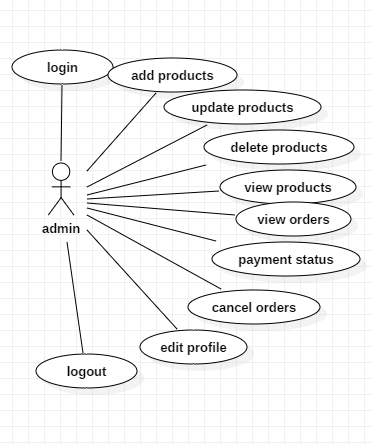 login
add products
update products
delete products
view products
view orders
admin
payment status
cancel orders
edit profile
logout